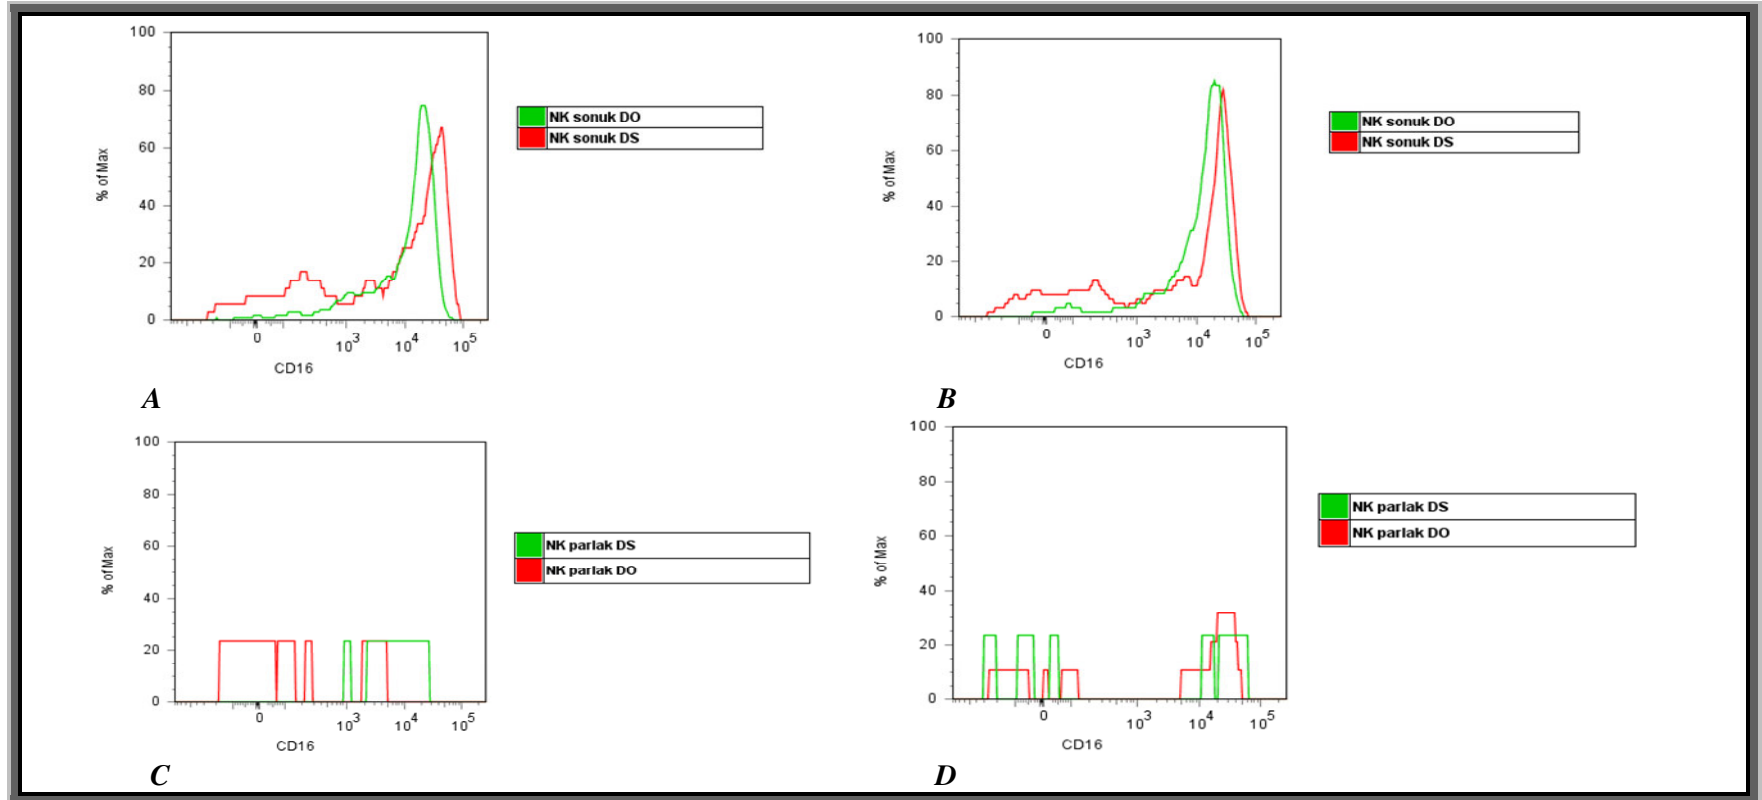 100
80
60
40
20
0
% of Max
0 10^3 10^4 10^5
CD16
NK sonuk DO
NK sonuk DS
A
100
80
60
40
20
0
% of Max
0 10^3 10^4 10^5
CD16
NK sonuk DO
NK sonuk DS
B
100
80
60
40
20
0
% of Max
0 10^3 10^4 10^5
CD16
NK parlak DS
NK parlak DO
C
100
80
60
40
20
0
% of Max
0 10^3 10^4 10^5
CD16
NK parlak DS
NK parlak DO
D